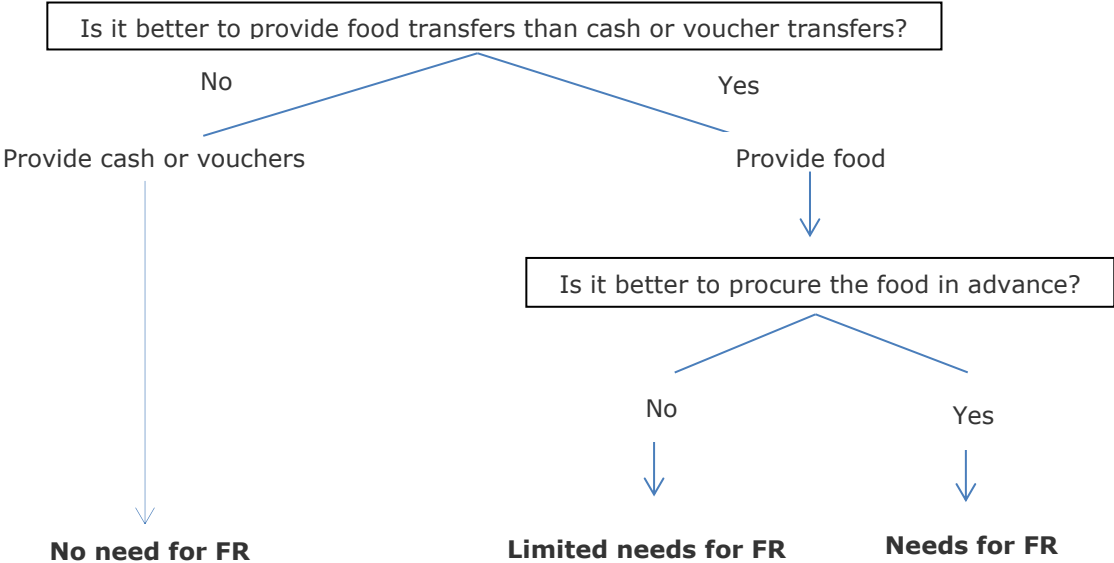 Is it better to provide food transfers than cash or voucher transfers?
No
Yes
Provide cash or vouchers
Provide food
Is it better to procure the food in advance?
No
Yes
No need for FR
Limited needs for FR
Needs for FR